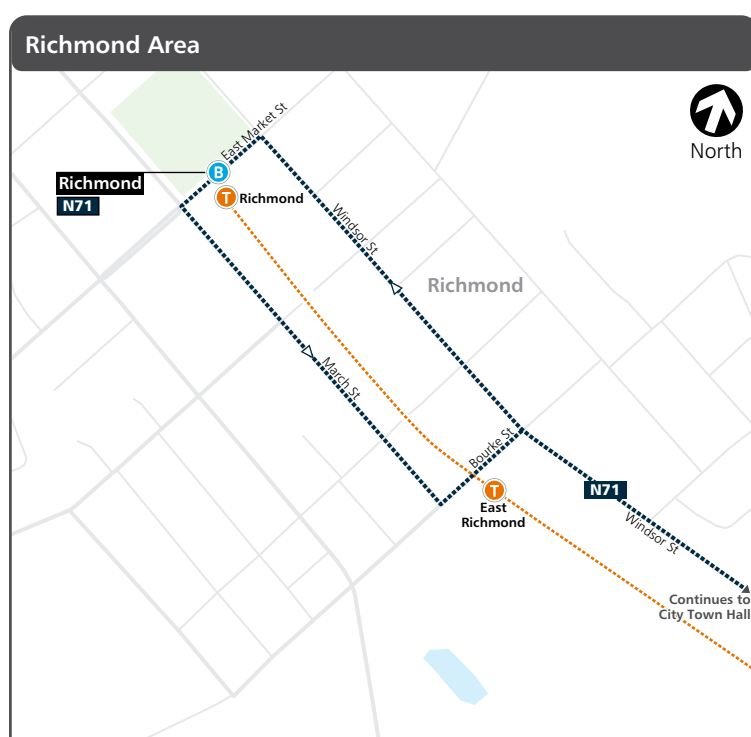 Richmond Area
North
East Market St
B
Richmond
N71
T
Richmond
Windsor St
Richmond
March St
Bourke St
T
East
Richmond
N71
Windsor St
Continues to
City Town Hall